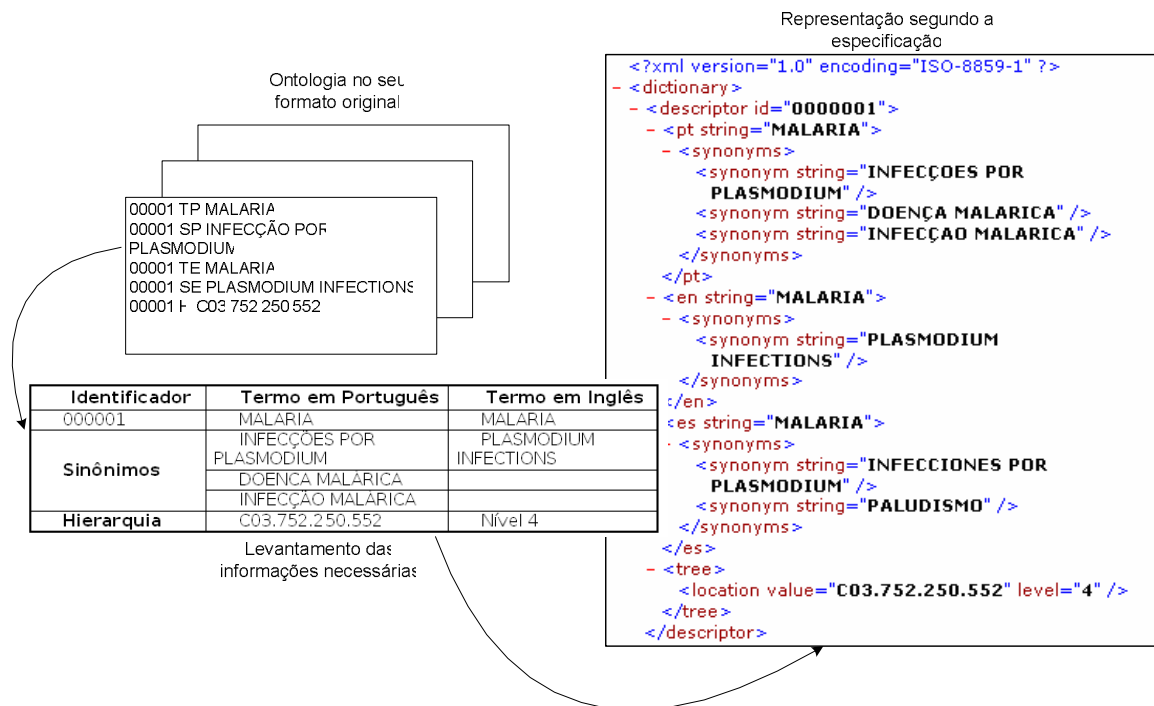 Ontologia no seu
formato original
00001 TP MALARIA
00001 SP INFECÇÃO POR
PLASMODIUM
00001 TE MALARIA
00001 SE PLASMODIUM INFECTIONS
00001 H C03 752 250 552
Identificador Termo em Português Termo em Inglês
000001 MALARIA MALARIA
Sinônimos
INFECÇÕES POR
PLASMODIUM
PLASMODIUM
INFECTIONS
DOENCA MALÁRICA
INFECÇÃO MALÁRICA
Hierarquia C03.752.250.552 Nível 4
Levantamento das
informações necessárias
Representação segundo a
especificação
<?xml version="1.0" encoding="ISO-8859-1" ?>
- <dictionary>
- <descriptor id="0000001">
- <pt string="MALARIA">
- <synonyms>
<synonym string="INFECÇOES POR
PLASMODIUM" />
<synonym string="DOENÇA MALARICA" />
<synonym string="INFECÇAO MALARICA" />
</synonyms>
</pt>
- <en string="MALARIA">
- <synonyms>
<synonym string="PLASMODIUM
INFECTIONS" />
</synonyms>
</en>
<es string="MALARIA">
- <synonyms>
<synonym string="INFECCIONES POR
PLASMODIUM" />
<synonym string="PALUDISMO" />
</synonyms>
</es>
- <tree>
<location value="C03.752.250.552" level="4" />
</tree>
</descriptor>